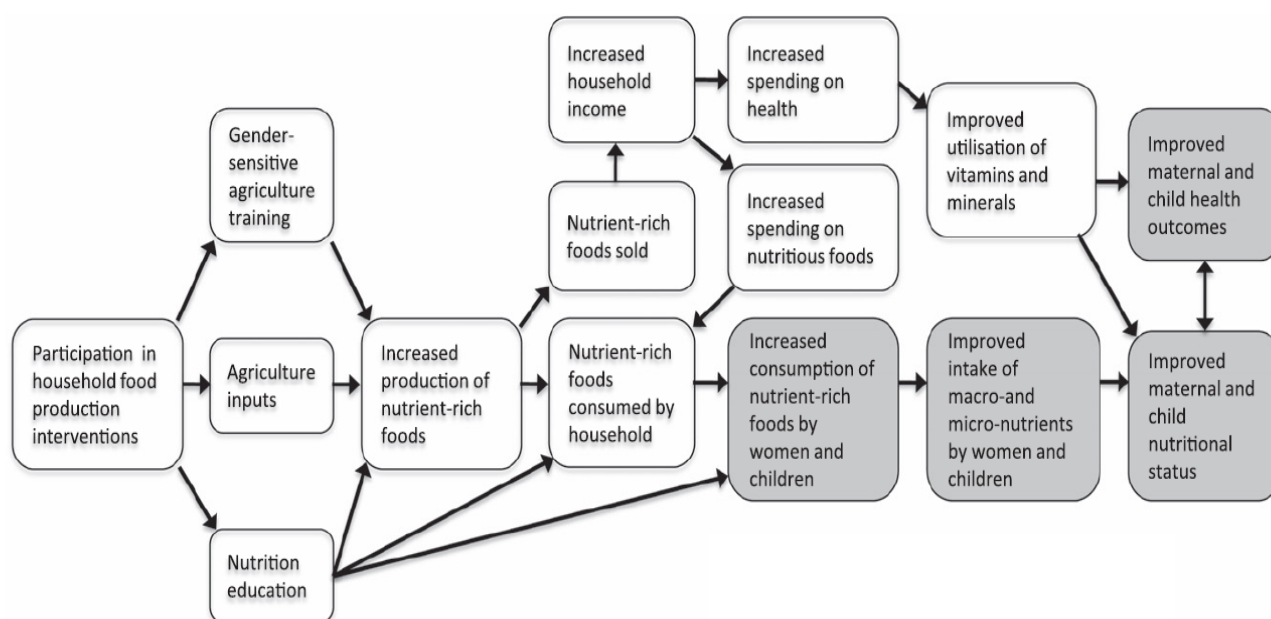 Participation in
household food
production
interventions
Gender-
sensitive
agriculture
training
Agriculture
inputs
Nutrition
education
Increased
production of
nutrient-rich
foods
Nutrient-rich
foods sold
Increased
household
income
Nutrient-rich
foods
consumed by
household
Increased
spending on
health
Increased
spending on
nutritious foods
Increased
consumption of
nutrient-rich
foods by
women and
children
Improved
utilisation of
vitamins and
minerals
Improved
intake of
macro-and
micro-nutrients
by women and
children
Improved
maternal and
child health
outcomes
Improved
maternal and
child
nutritional
status